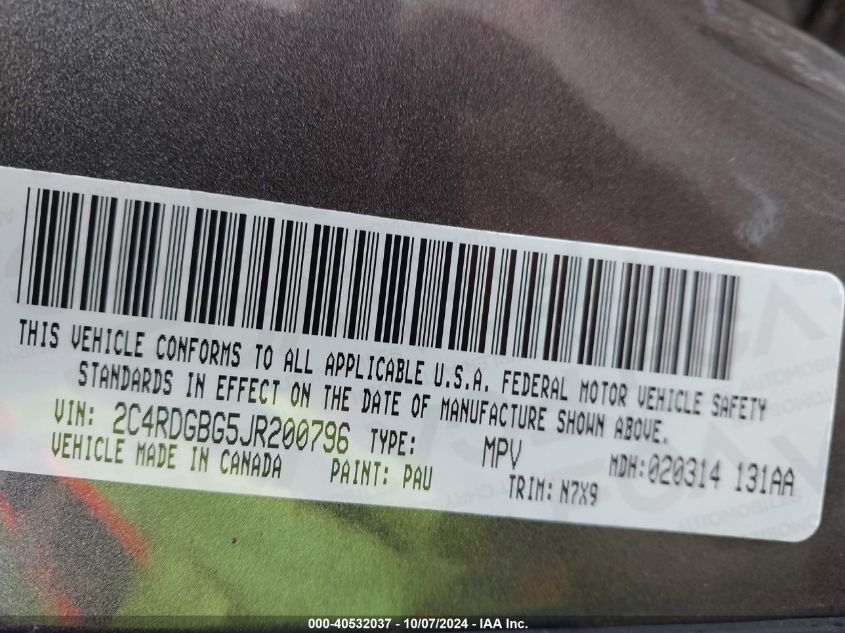 THIS VEHICLE CONFORMS TO ALL APPLICABLE U.S.A. FEDERAL MOTOR VEHICLE SAFETY
STANDARDS IN EFFECT ON THE DATE OF MANUFACTURE SHOWN ABOVE.
VIN: 2C4RDGBG5JR200796 TYPE: MPV MDH:020314 131AA
VEHICLE MADE IN CANADA PAINT: PAU TRIM: N7X9
000-40532037 - 10/07/2024 - IAA Inc.